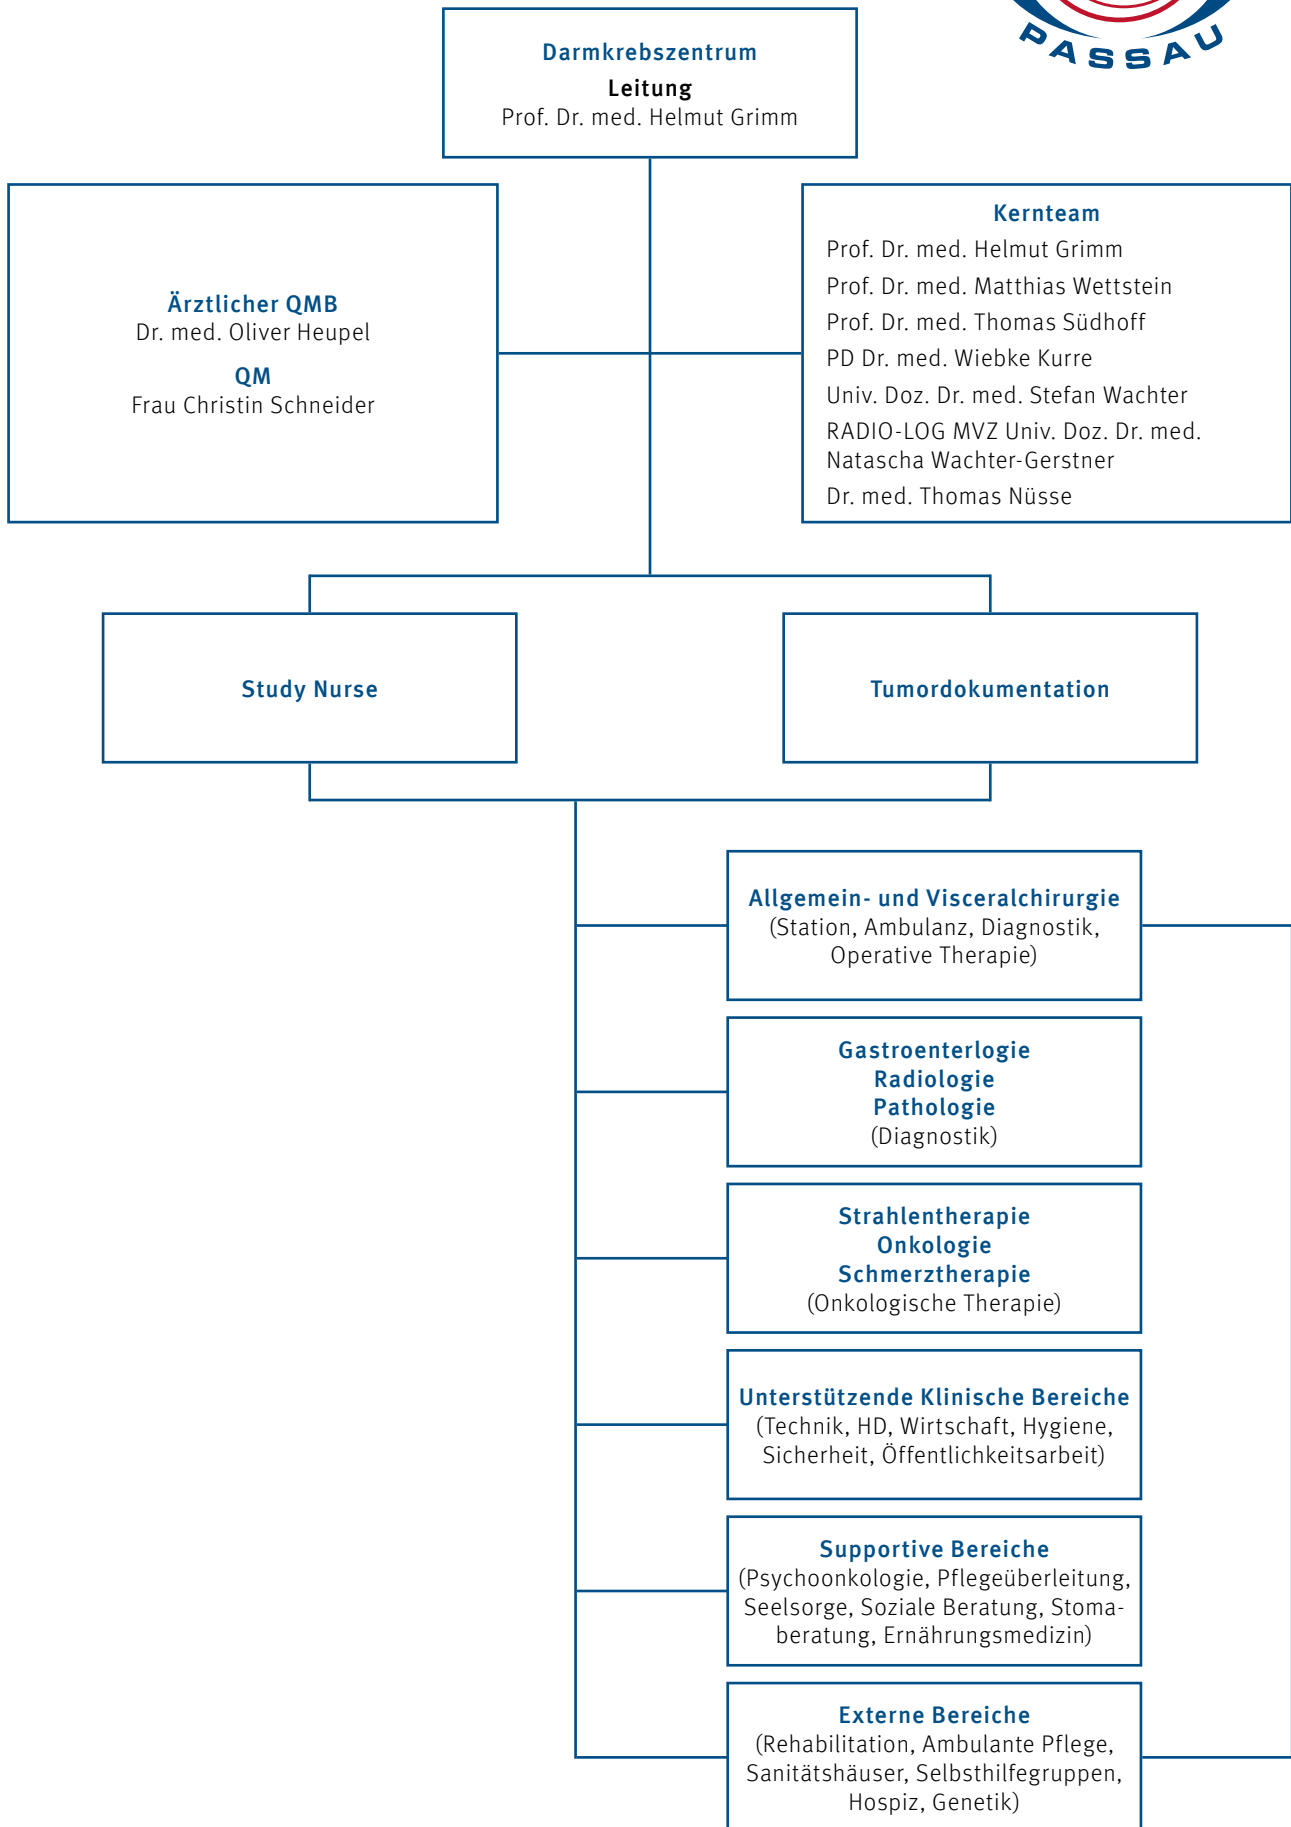 PASSAU
Darmkrebszentrum
Leitung
Prof. Dr. med. Helmut Grimm
Ärztlicher QMB
Dr. med. Oliver Heupel
QM
Frau Christin Schneider
Kernteam
Prof. Dr. med. Helmut Grimm
Prof. Dr. med. Matthias Wettstein
Prof. Dr. med. Thomas Südhoff
PD Dr. med. Wiebke Kurre
Univ. Doz. Dr. med. Stefan Wachter
RADIO-LOG MVZ Univ. Doz. Dr. med.
Natascha Wachter-Gerstner
Dr. med. Thomas Nüsse
Study Nurse
Tumordokumentation
Allgemein- und Visceralchirurgie
(Station, Ambulanz, Diagnostik,
Operative Therapie)
Gastroenterlogie
Radiologie
Pathologie
(Diagnostik)
Strahlentherapie
Onkologie
Schmerztherapie
(Onkologische Therapie)
Unterstützende Klinische Bereiche
(Technik, HD, Wirtschaft, Hygiene,
Sicherheit, Öffentlichkeitsarbeit)
Supportive Bereiche
(Psychoonkologie, Pflegeüberleitung,
Seelsorge, Soziale Beratung, Stoma-
beratung, Ernährungsmedizin)
Externe Bereiche
(Rehabilitation, Ambulante Pflege,
Sanitätshäuser, Selbsthilfegruppen,
Hospiz, Genetik)